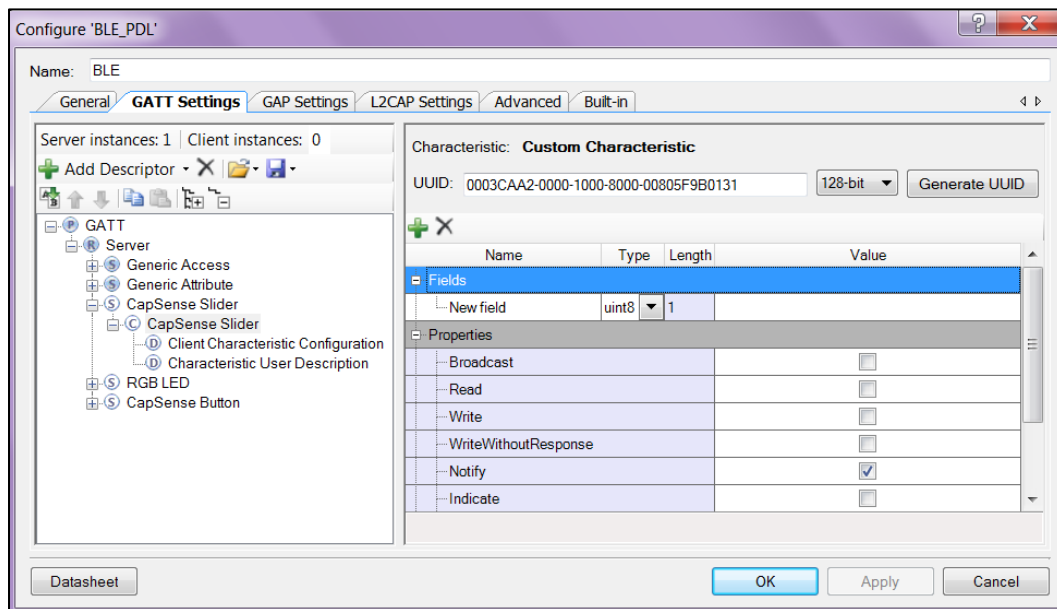 Configure 'BLE_PDL'
Name: BLE
General GATT Settings GAP Settings L2CAP Settings Advanced Built-in
Server instances: 1 Client instances: 0
Add Descriptor
GATT
Server
Generic Access
Generic Attribute
CapSense Slider
CapSense Slider
Client Characteristic Configuration
Characteristic User Description
RGB LED
CapSense Button
Characteristic: Custom Characteristic
UUID: 0003CAA2-0000-1000-8000-00805F9B0131 128-bit Generate UUID
Name Type Length Value
Fields
New field uint8 1
Properties
Broadcast
Read
Write
WriteWithoutResponse
Notify
Indicate
Datasheet OK Apply Cancel